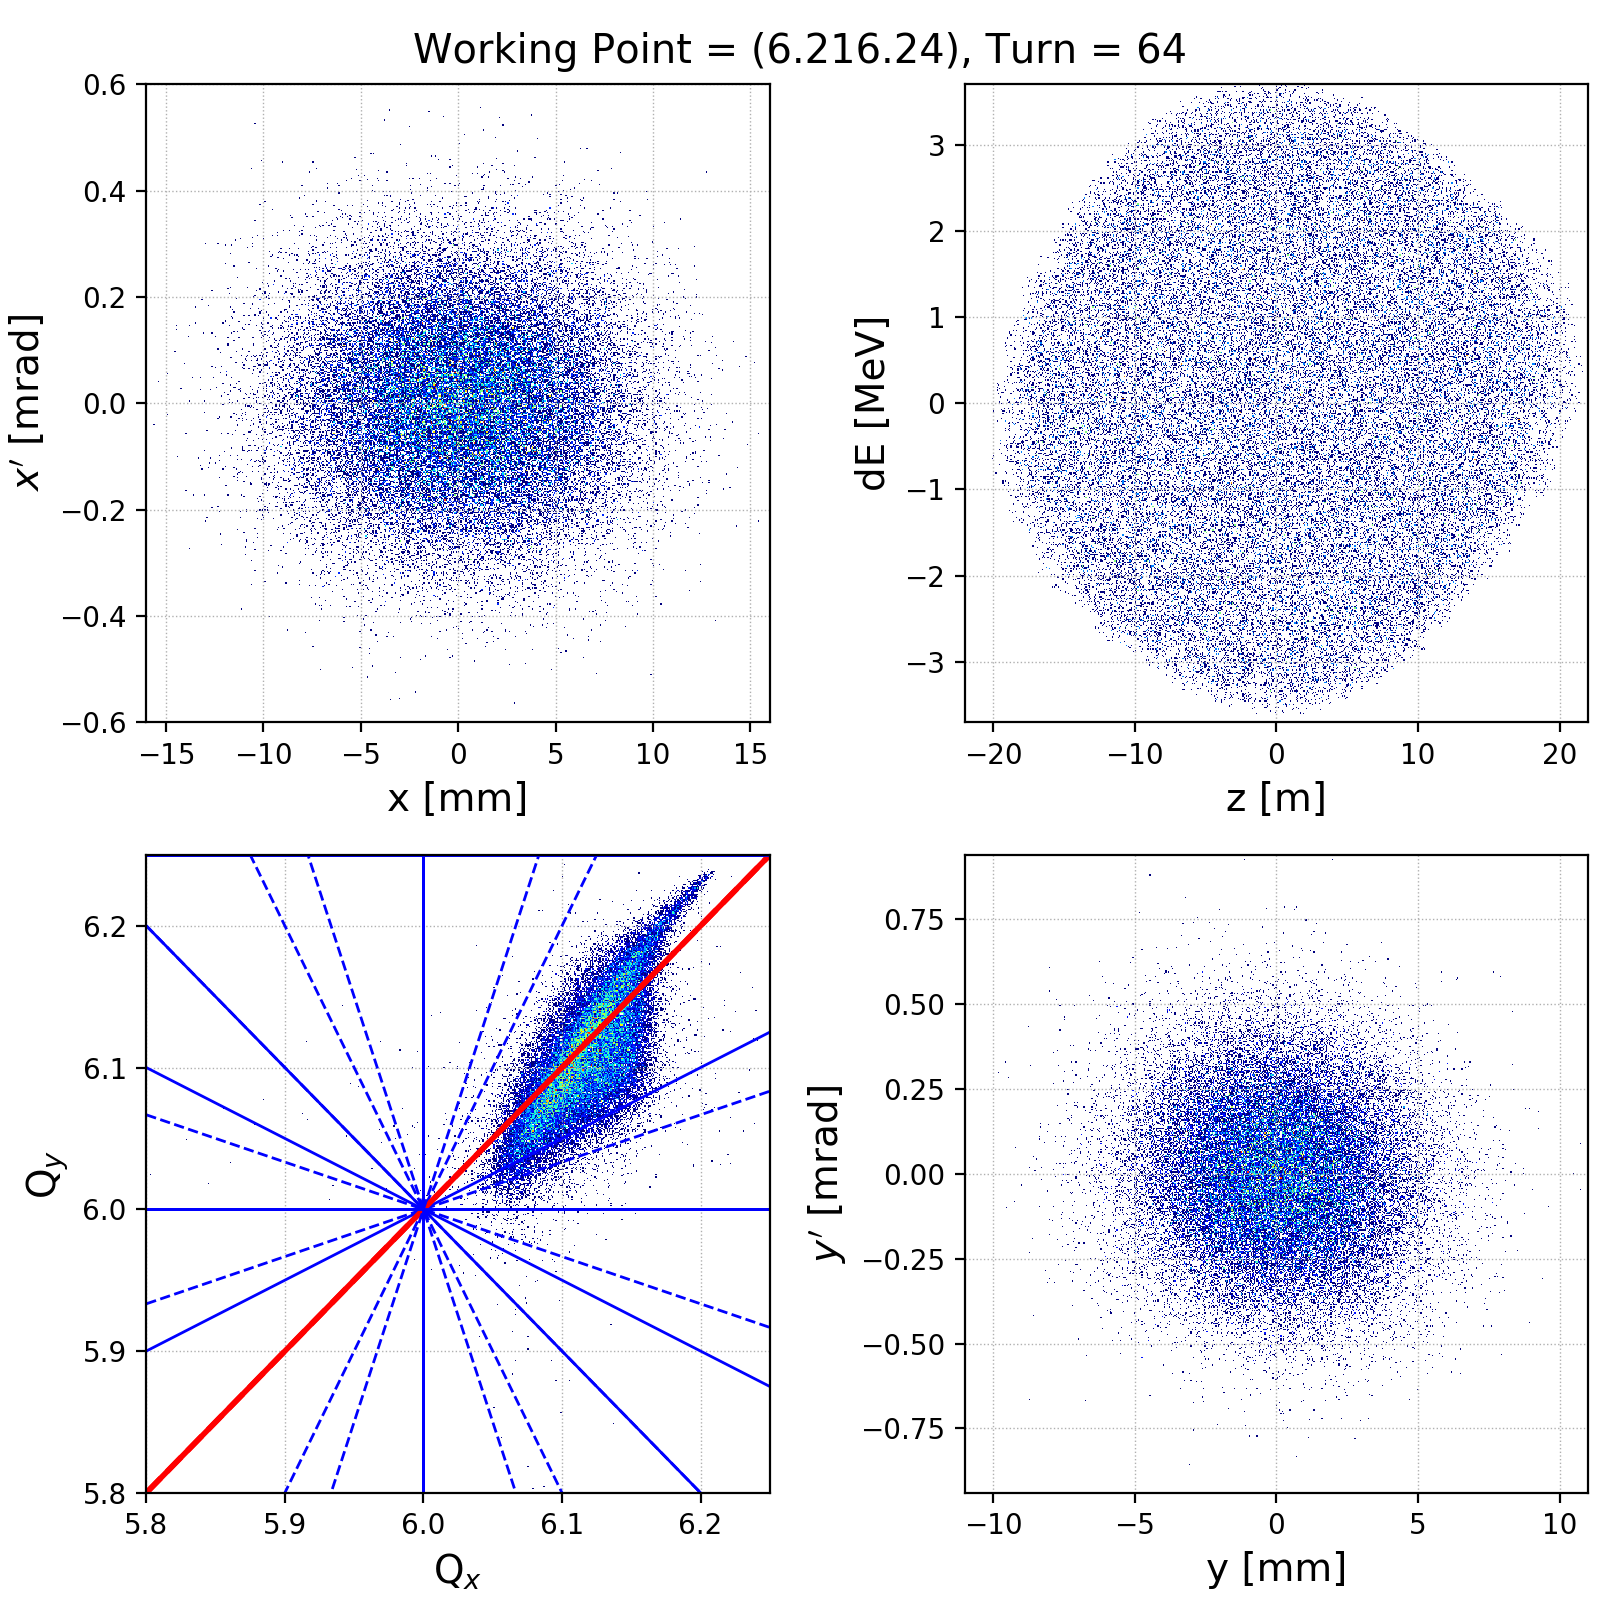 Working Point = (6.216.24), Turn = 64
0.6
0.4
0.2
0.0
−0.2
−0.4
−0.6
x′ [mrad]
−15 −10 −5 0 5 10 15
x [mm]
3
2
1
0
−1
−2
−3
dE [MeV]
−20 −10 0 10 20
z [m]
6.2
6.1
6.0
5.9
5.8
Qy
5.8 5.9 6.0 6.1 6.2
Qx
0.75
0.50
0.25
0.00
−0.25
−0.50
−0.75
y′ [mrad]
−10 −5 0 5 10
y [mm]